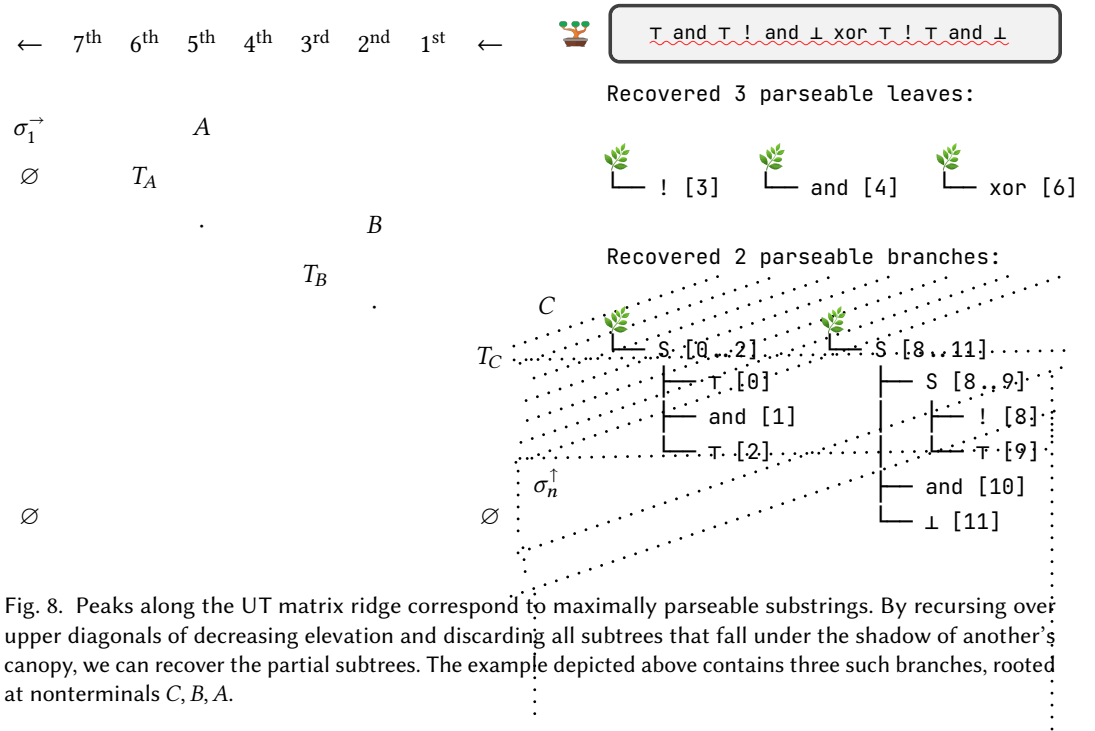 ← 7th 6th 5th 4th 3rd 2nd 1st ←
⊤ and ⊤ ! and ⊥ xor ⊤ ! ⊤ and ⊥
Recovered 3 parseable leaves:
σ₁→ A
∅ T_A
└── ! [3] └── and [4] └── xor [6]
B
Recovered 2 parseable branches:
T_B
C
T_C
└── S [0..2] └── S [8..11]
├── ⊤ [0] ├── S [8..9]
├── and [1] │ ├── ! [8]
└── ⊤ [2] │ └── ⊤ [9]
σₙ↑ ├── and [10]
∅ ∅ └── ⊥ [11]
Fig. 8. Peaks along the UT matrix ridge correspond to maximally parseable substrings. By recursing over
upper diagonals of decreasing elevation and discarding all subtrees that fall under the shadow of another's
canopy, we can recover the partial subtrees. The example depicted above contains three such branches, rooted
at nonterminals C, B, A.